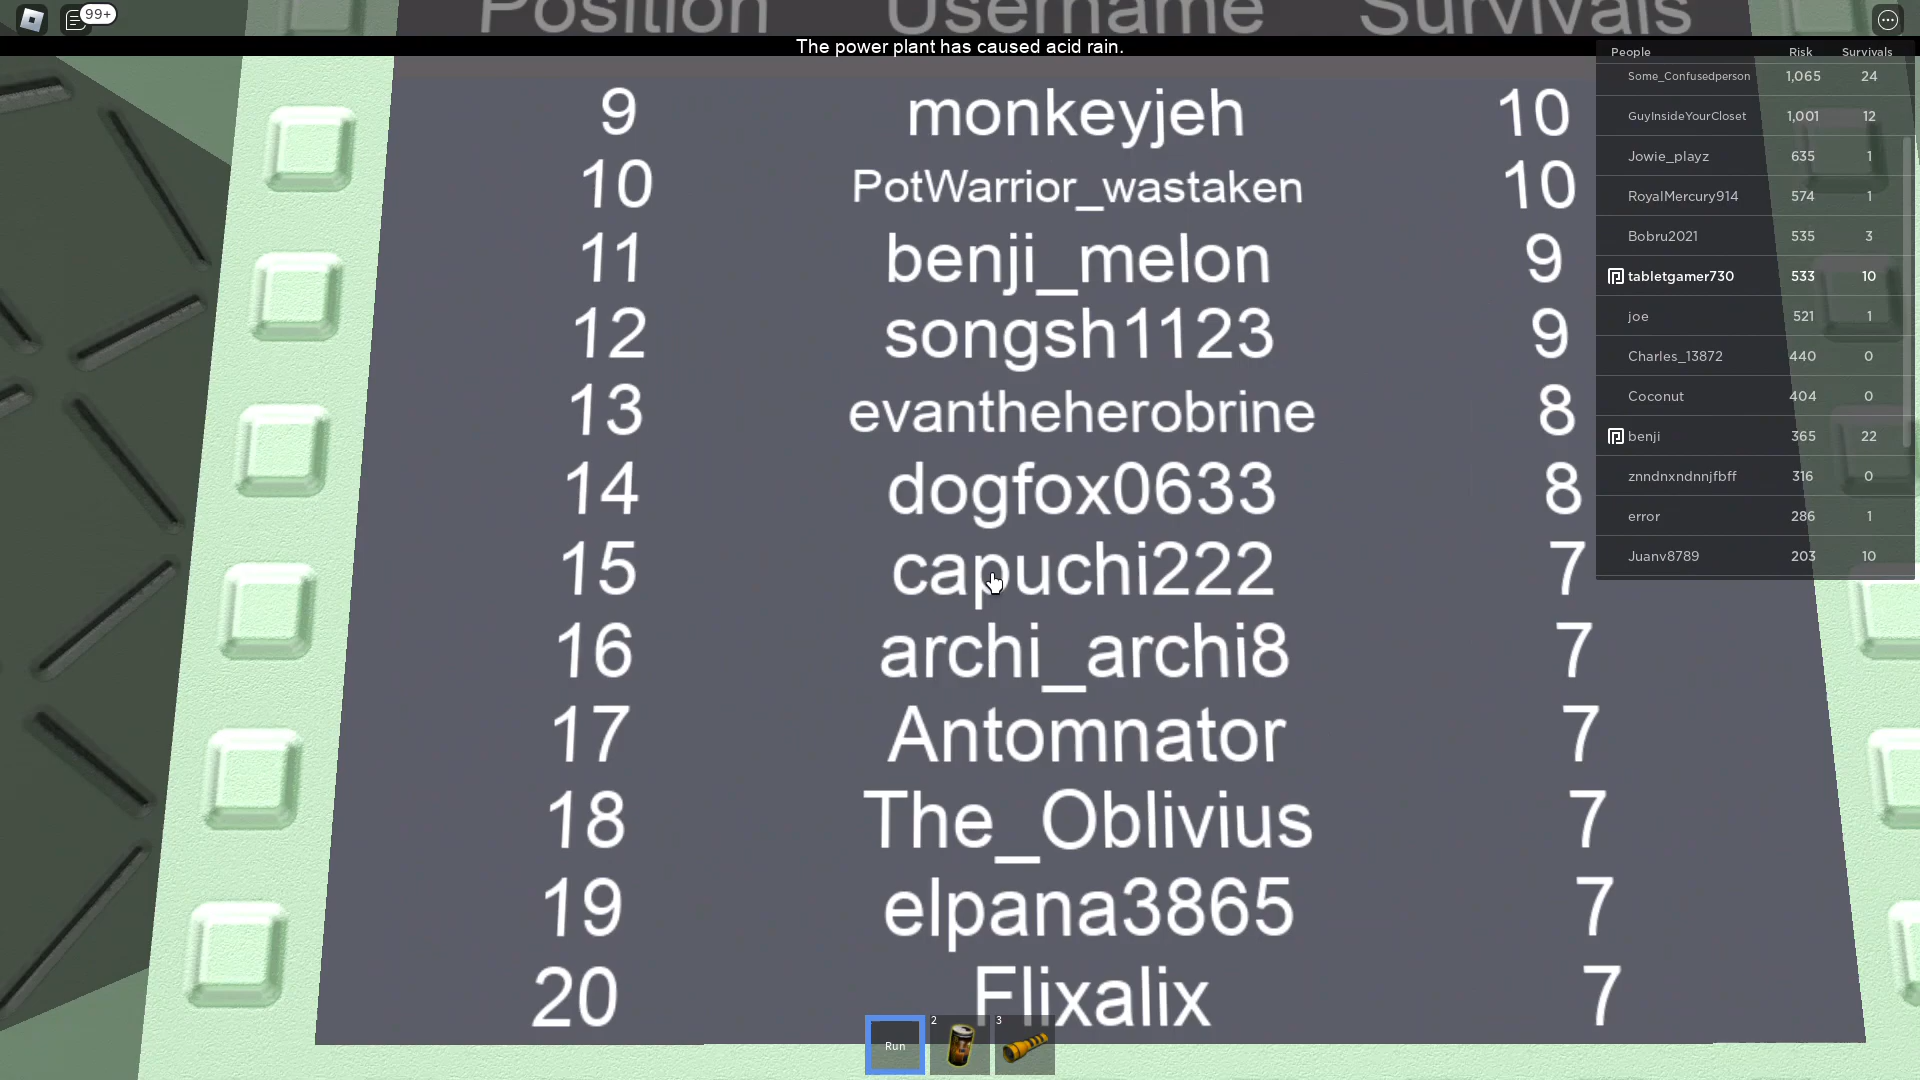 99+
Position Username Survivals
The power plant has caused acid rain.
9 monkeyjeh 10
10 PotWarrior_wastaken 10
11 benji_melon 9
12 songsh1123 9
13 evantheherobrine 8
14 dogfox0633 8
15 capuchi222 7
16 archi_archi8 7
17 Antomnator 7
18 The_Oblivius 7
19 elpana3865 7
20 Flixalix 7
People Risk Survivals
Some_Confusedperson 1,065 24
GuyInsideYourCloset 1,001 12
Jowie_playz 635 1
RoyalMercury914 574 1
Bobru2021 535 3
tabletgamer730 533 10
joe 521 1
Charles_13872 440 0
Coconut 404 0
benji 365 22
znndnxndnnjfbff 316 0
error 286 1
Juanv8789 203 10
Run
2
3